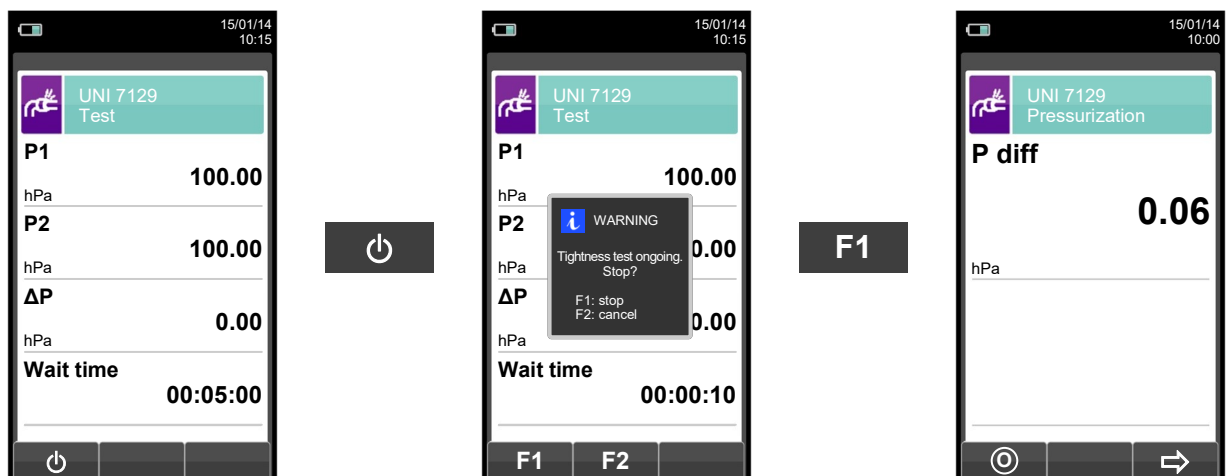 15/01/14
10:15
UNI 7129
Test
P1
100.00
hPa
P2
100.00
hPa
ΔP
0.00
hPa
Wait time
00:05:00
15/01/14
10:15
UNI 7129
Test
P1
100.00
hPa
P2
0.00
hPa
ΔP
0.00
hPa
Wait time
00:00:10
i WARNING
Tightness test ongoing.
Stop?
F1: stop
F2: cancel
F1 F2
F1
15/01/14
10:00
UNI 7129
Pressurization
P diff
0.06
hPa